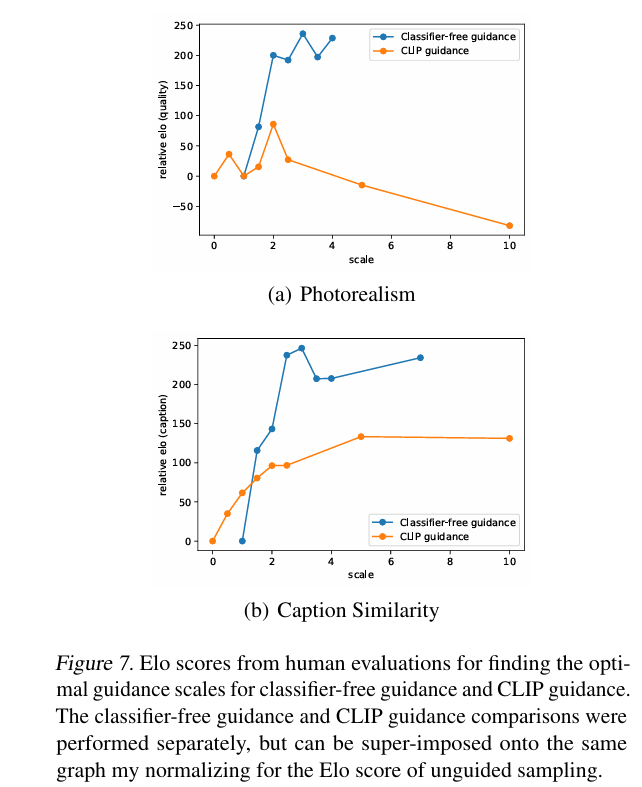 250
200
150
100
50
0
−50
relative elo (quality)
Classifier-free guidance
CLIP guidance
0 2 4 6 8 10
scale
(a) Photorealism
250
200
150
100
50
0
relative elo (caption)
Classifier-free guidance
CLIP guidance
0 2 4 6 8 10
scale
(b) Caption Similarity
Figure 7. Elo scores from human evaluations for finding the opti-
mal guidance scales for classifier-free guidance and CLIP guidance.
The classifier-free guidance and CLIP guidance comparisons were
performed separately, but can be super-imposed onto the same
graph my normalizing for the Elo score of unguided sampling.